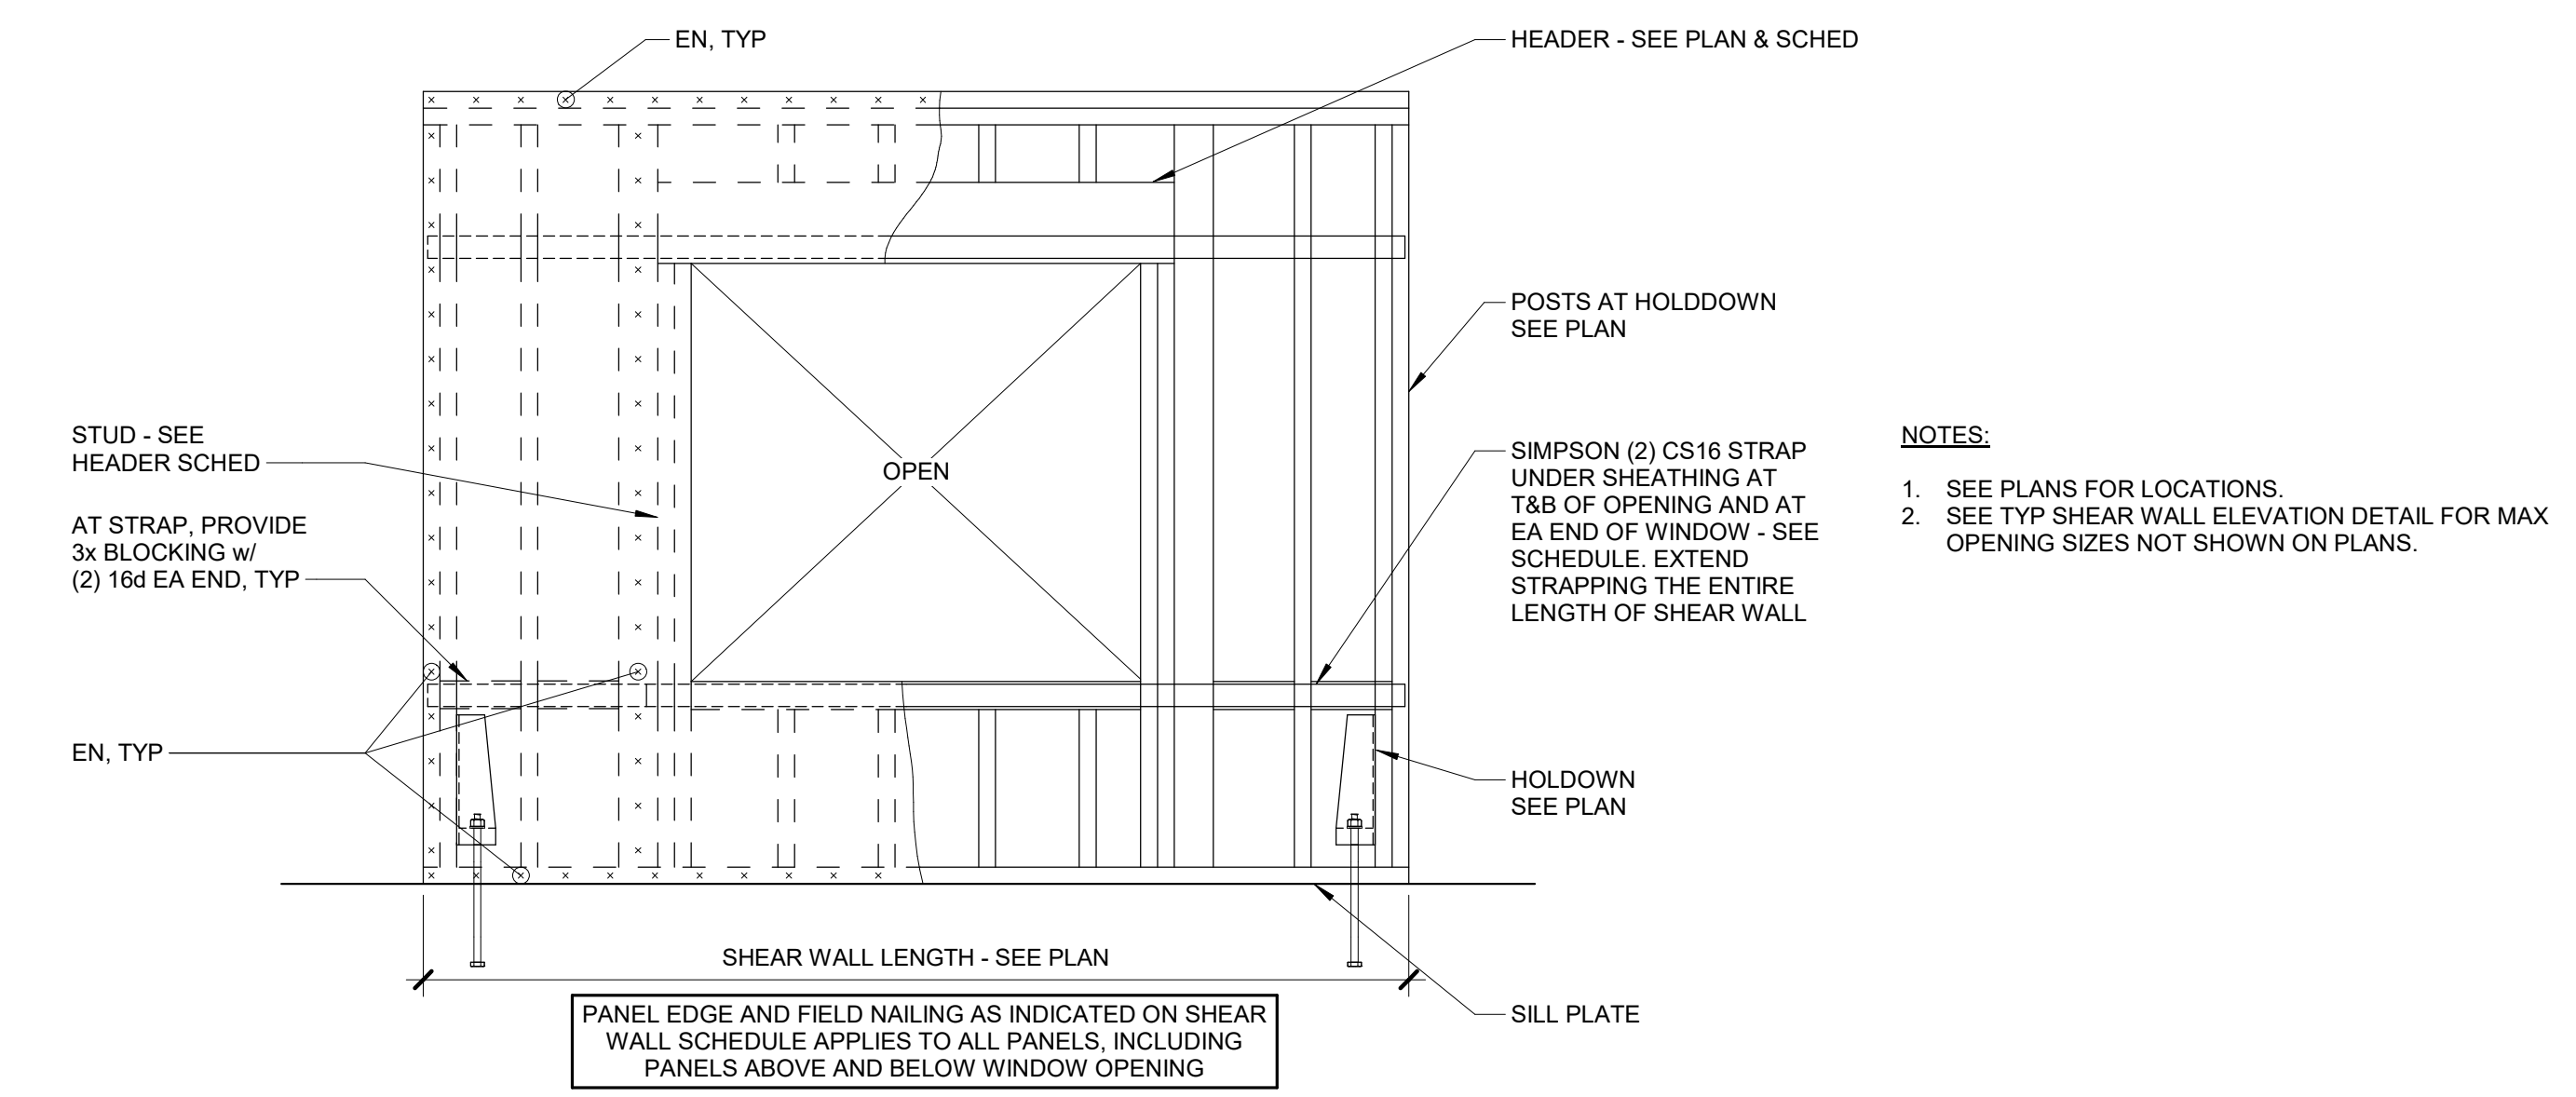 EN, TYP
HEADER - SEE PLAN & SCHED
POSTS AT HOLDDOWN
SEE PLAN
STUD - SEE
HEADER SCHED
AT STRAP, PROVIDE
3x BLOCKING w/
(2) 16d EA END, TYP
EN, TYP
OPEN
SIMPSON (2) CS16 STRAP
UNDER SHEATHING AT
T&B OF OPENING AND AT
EA END OF WINDOW - SEE
SCHEDULE. EXTEND
STRAPPING THE ENTIRE
LENGTH OF SHEAR WALL
HOLDOWN
SEE PLAN
SILL PLATE
SHEAR WALL LENGTH - SEE PLAN
PANEL EDGE AND FIELD NAILING AS INDICATED ON SHEAR
WALL SCHEDULE APPLIES TO ALL PANELS, INCLUDING
PANELS ABOVE AND BELOW WINDOW OPENING
NOTES:
1. SEE PLANS FOR LOCATIONS.
2. SEE TYP SHEAR WALL ELEVATION DETAIL FOR MAX
OPENING SIZES NOT SHOWN ON PLANS.